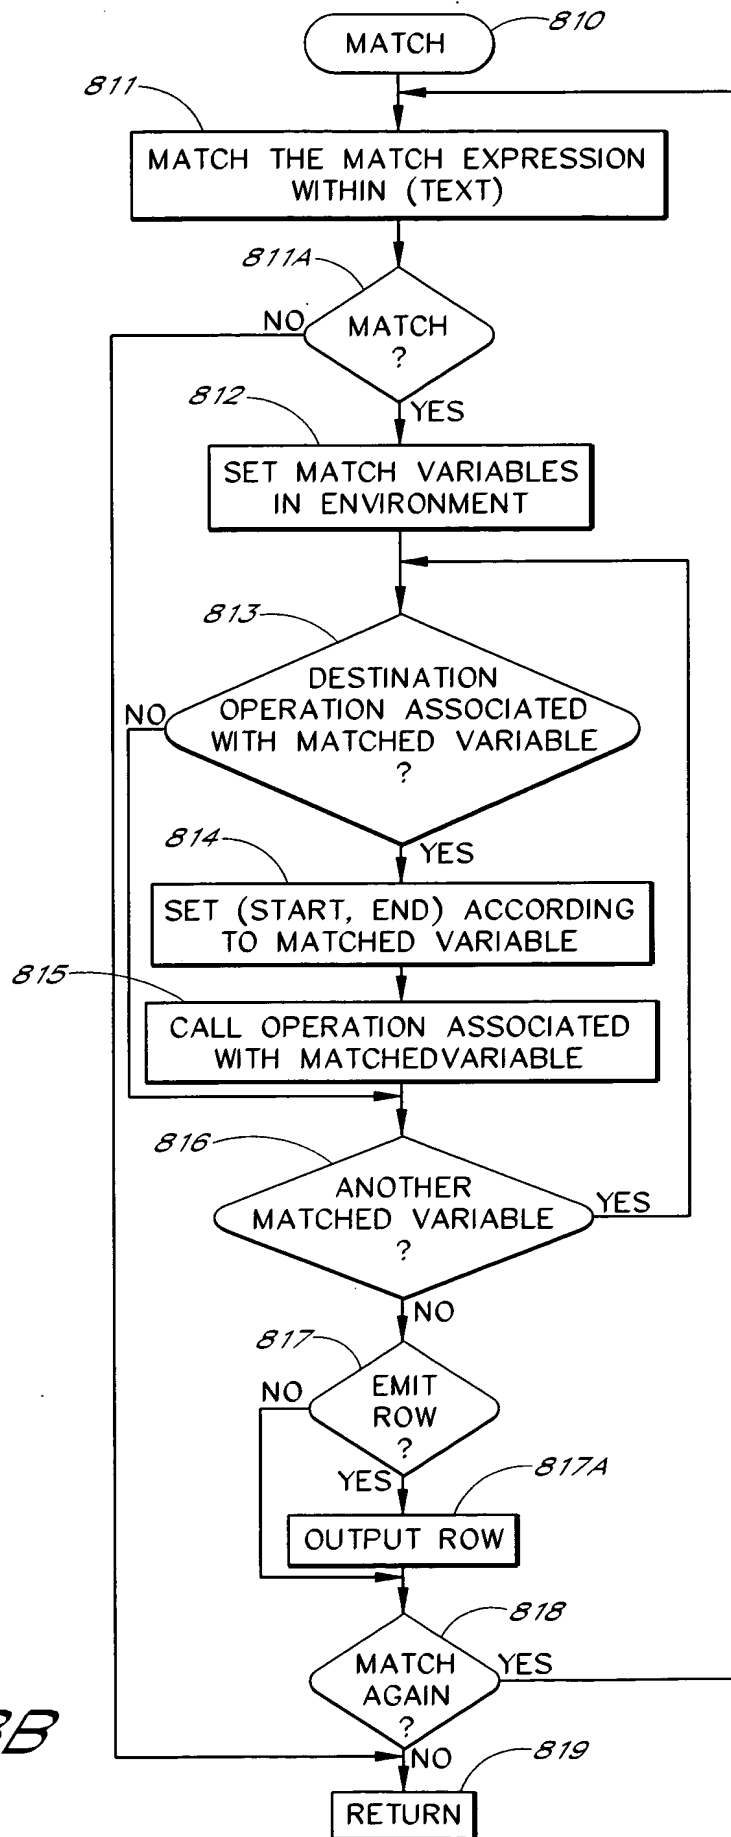 MATCH
810
811
MATCH THE MATCH EXPRESSION
WITHIN (TEXT)
811A
NO
MATCH
?
YES
812
SET MATCH VARIABLES
IN ENVIRONMENT
813
DESTINATION
OPERATION ASSOCIATED
WITH MATCHED VARIABLE
?
NO
YES
814
SET (START, END) ACCORDING
TO MATCHED VARIABLE
815
CALL OPERATION ASSOCIATED
WITH MATCHEDVARIABLE
816
ANOTHER
MATCHED VARIABLE
?
YES
NO
817
NO
EMIT
ROW
?
YES
817A
OUTPUT ROW
818
MATCH
AGAIN
?
YES
NO
8B
819
RETURN